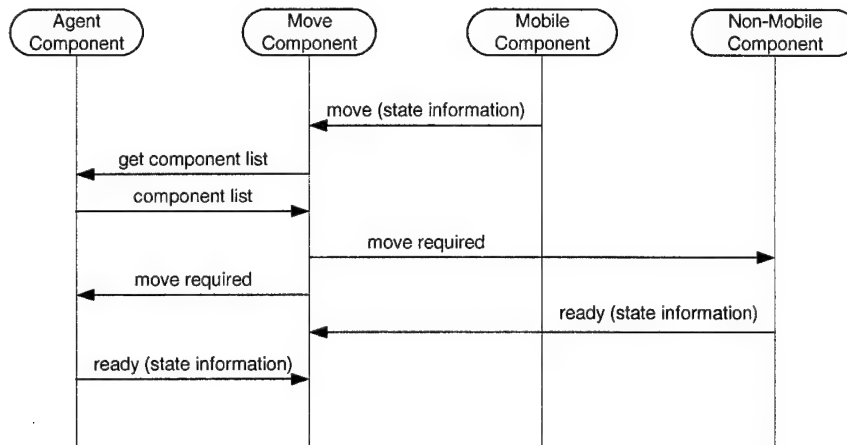 Agent
Component
Move
Component
Mobile
Component
Non-Mobile
Component
move (state information)
get component list
component list
move required
move required
ready (state information)
ready (state information)